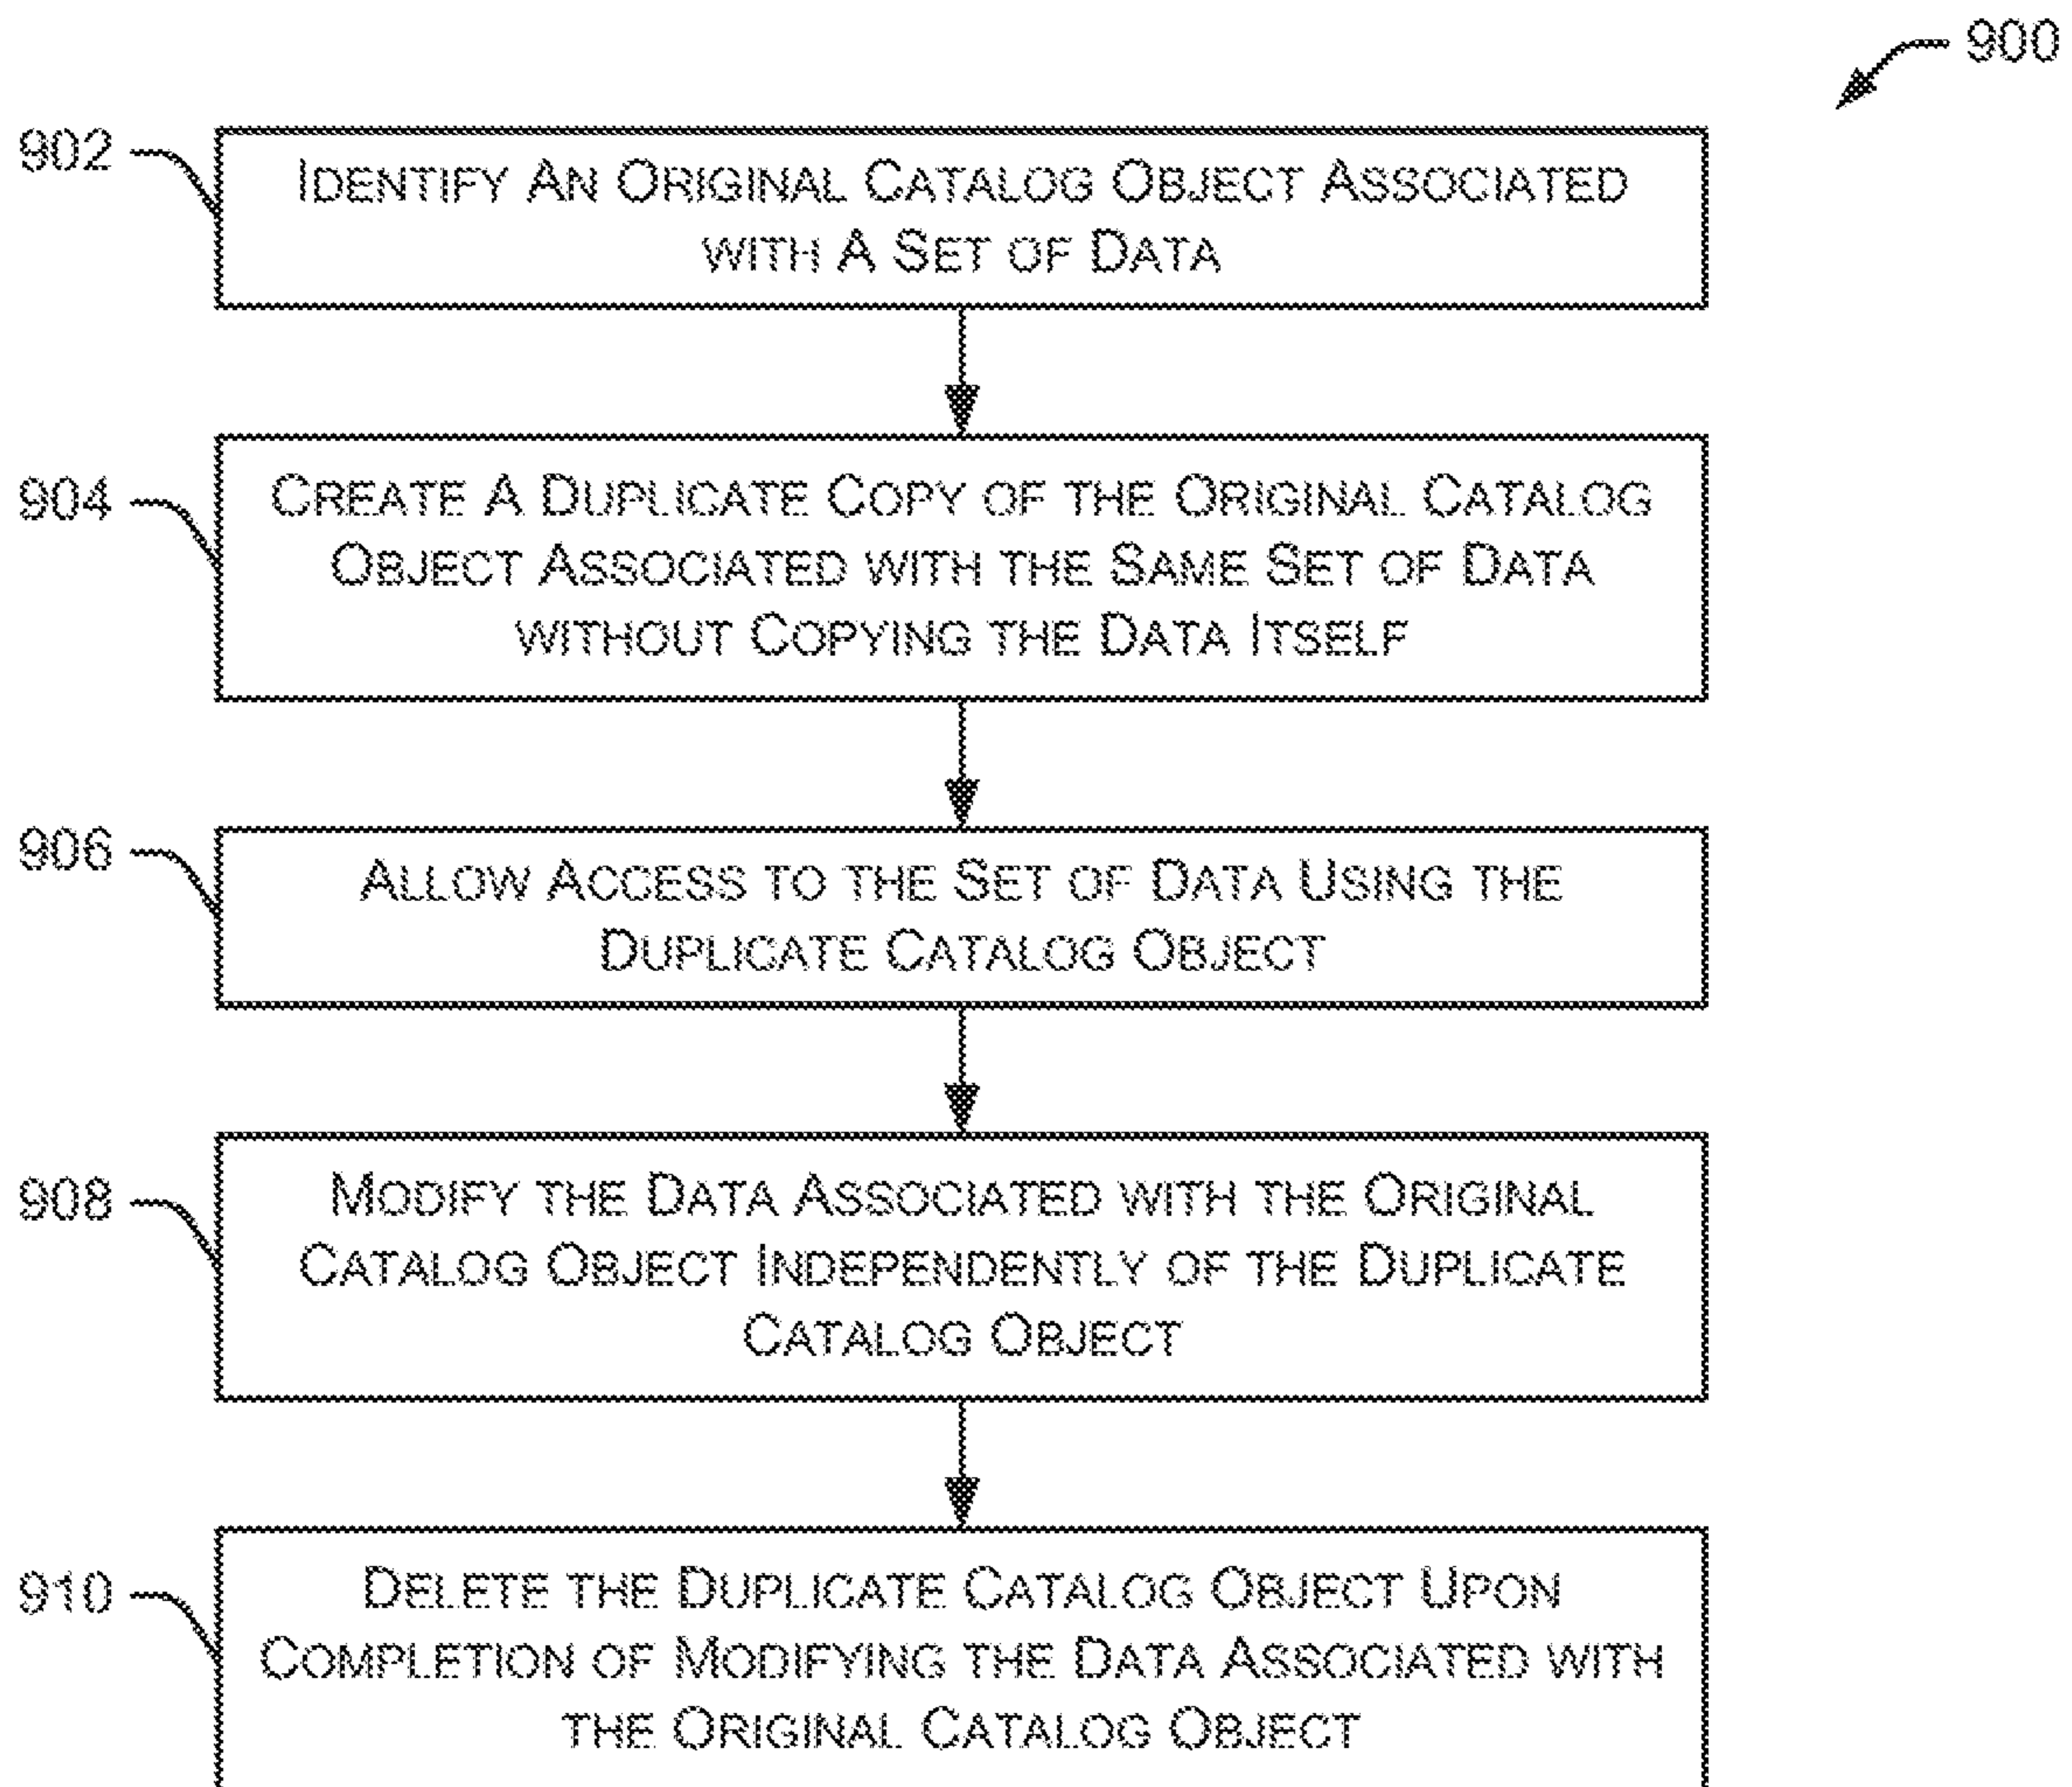 900
902
IDENTIFY AN ORIGINAL CATALOG OBJECT ASSOCIATED
WITH A SET OF DATA
904
CREATE A DUPLICATE COPY OF THE ORIGINAL CATALOG
OBJECT ASSOCIATED WITH THE SAME SET OF DATA
WITHOUT COPYING THE DATA ITSELF
906
ALLOW ACCESS TO THE SET OF DATA USING THE
DUPLICATE CATALOG OBJECT
908
MODIFY THE DATA ASSOCIATED WITH THE ORIGINAL
CATALOG OBJECT INDEPENDENTLY OF THE DUPLICATE
CATALOG OBJECT
910
DELETE THE DUPLICATE CATALOG OBJECT UPON
COMPLETION OF MODIFYING THE DATA ASSOCIATED WITH
THE ORIGINAL CATALOG OBJECT